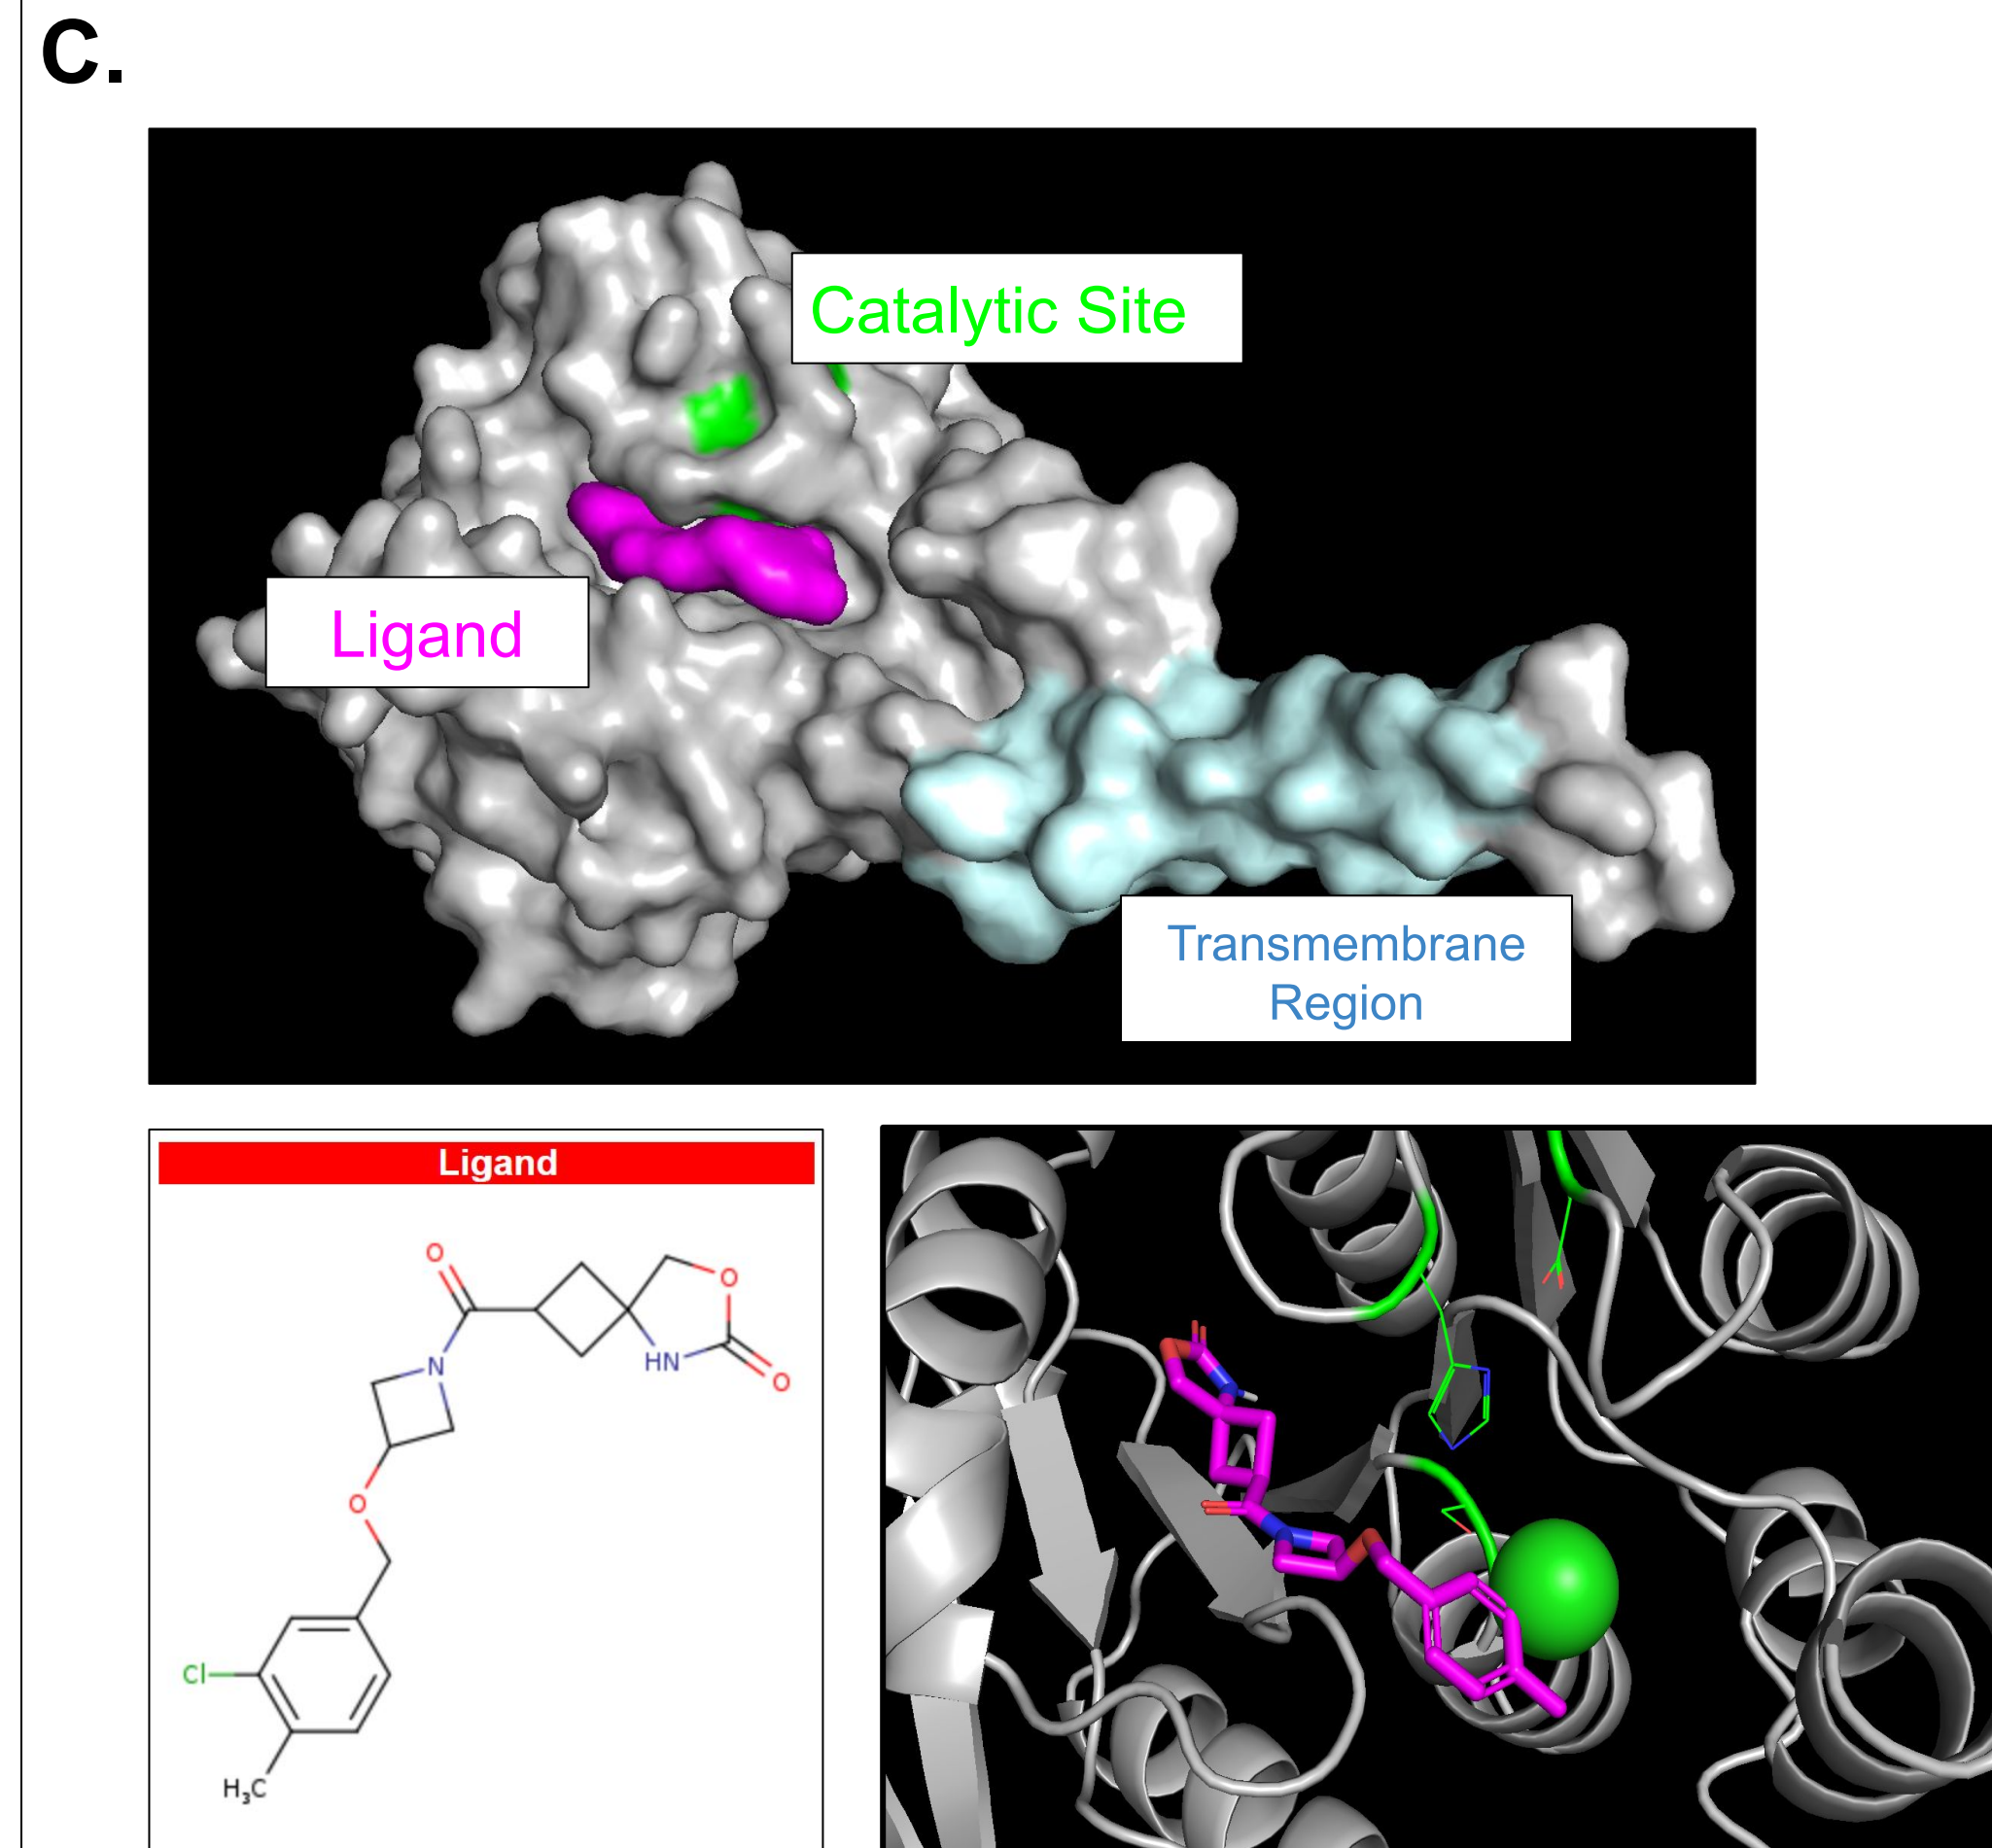 C.
Catalytic Site
Ligand
Transmembrane
Region
Ligand
O
O
N
HN
O
O
Cl
H₃C